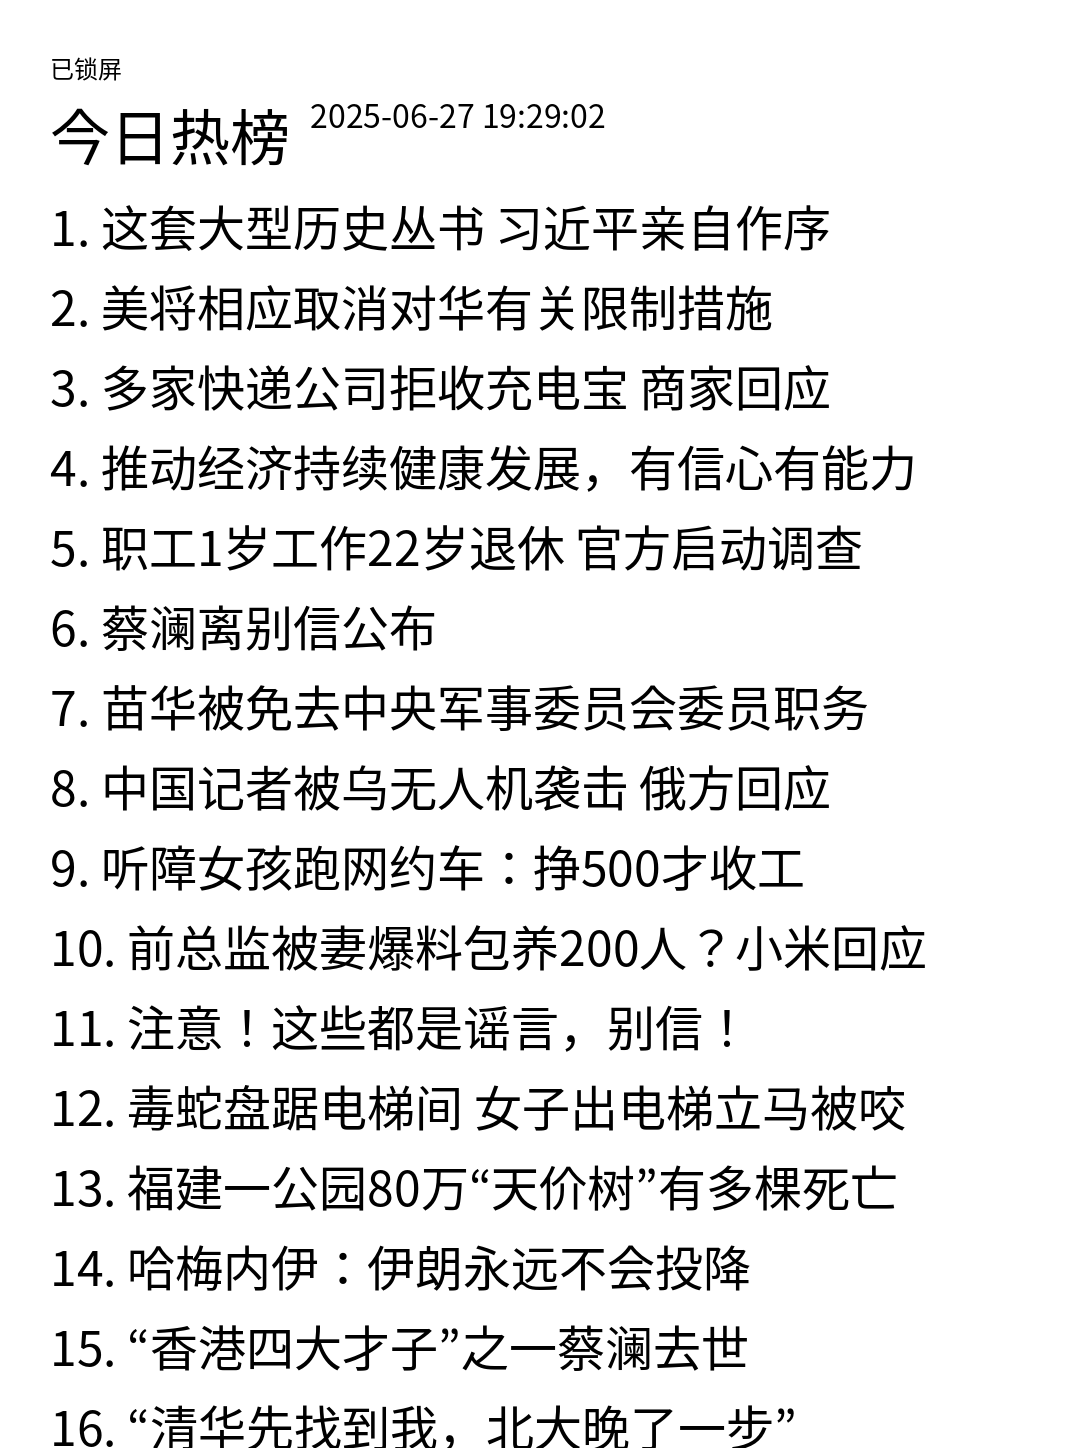 已锁屏
今日热榜 2025-06-27 19:29:02
1. 这套大型历史丛书 习近平亲自作序
2. 美将相应取消对华有关限制措施
3. 多家快递公司拒收充电宝 商家回应
4. 推动经济持续健康发展，有信心有能力
5. 职工1岁工作22岁退休 官方启动调查
6. 蔡澜离别信公布
7. 苗华被免去中央军事委员会委员职务
8. 中国记者被乌无人机袭击 俄方回应
9. 听障女孩跑网约车：挣500才收工
10. 前总监被妻爆料包养200人？小米回应
11. 注意！这些都是谣言，别信！
12. 毒蛇盘踞电梯间 女子出电梯立马被咬
13. 福建一公园80万“天价树”有多棵死亡
14. 哈梅内伊：伊朗永远不会投降
15. “香港四大才子”之一蔡澜去世
16. “清华先找到我，北大晚了一步”